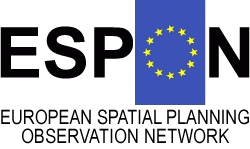 ESPON
EUROPEAN SPATIAL PLANNING
OBSERVATION NETWORK